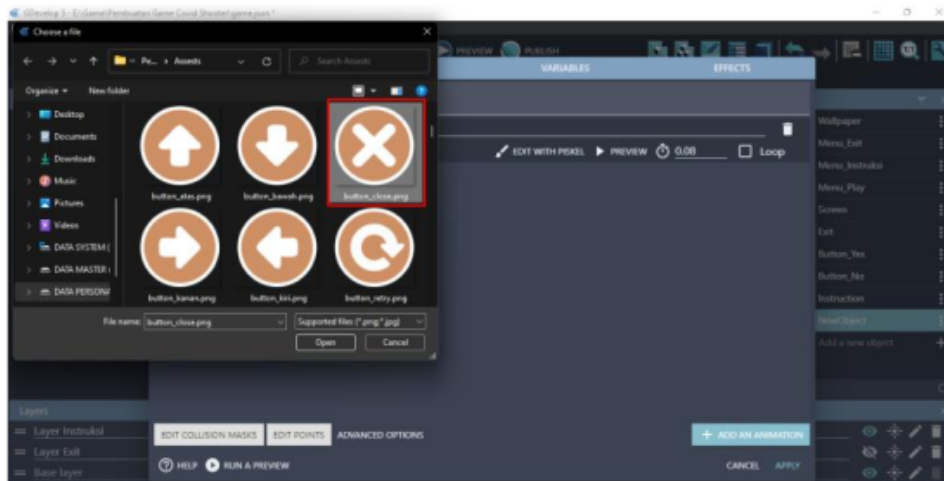 GDevelop 5 - E:\Game\Pembuatan Game Covid Shooter\game.json *
Choose a file
Pe... > Assests
Search Assests
Organize
New folder
Desktop
Documents
Downloads
Music
Pictures
Videos
DATA SYSTEM (
DATA MASTER (
DATA PERSONA
button_atas.png
button_bawah.png
button_close.png
button_kanan.png
button_kiri.png
button_retry.png
File name: button_close.png
Supported files (*.png;*.jpg)
Open
Cancel
PREVIEW
PUBLISH
VARIABLES
EFFECTS
EDIT WITH PISKEL
PREVIEW
0.08
Loop
EDIT COLLISION MASKS
EDIT POINTS
ADVANCED OPTIONS
+ ADD AN ANIMATION
HELP
RUN A PREVIEW
CANCEL
APPLY
Wallpaper
Menu_Exit
Menu_Instruksi
Menu_Play
Screen
Exit
Button_Yes
Button_No
Instruction
NewObject
Add a new object
Layers
Layer Instruksi
Layer Exit
Base layer